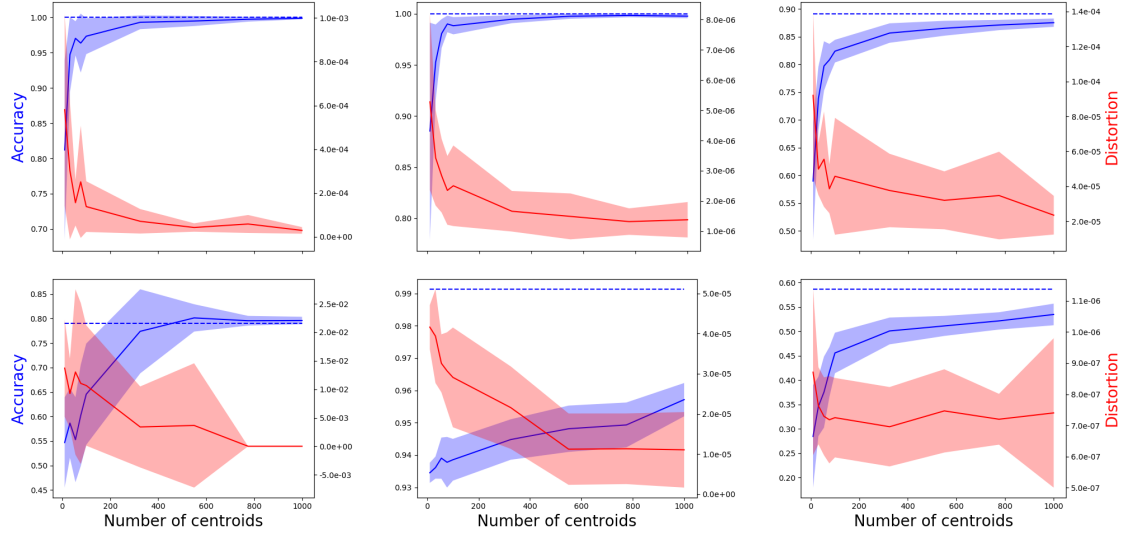 1.00
0.95
0.90
0.85
0.80
0.75
0.70
Accuracy
1.0e-03
8.0e-04
6.0e-04
4.0e-04
2.0e-04
0.0e+00
1.00
0.95
0.90
0.85
0.80
8.0e-06
7.0e-06
6.0e-06
5.0e-06
4.0e-06
3.0e-06
2.0e-06
1.0e-06
0.90
0.85
0.80
0.75
0.70
0.65
0.60
0.55
0.50
1.4e-04
1.2e-04
1.0e-04
8.0e-05
6.0e-05
4.0e-05
2.0e-05
Distortion
0.85
0.80
0.75
0.70
0.65
0.60
0.55
0.50
0.45
Accuracy
2.5e-02
2.0e-02
1.5e-02
1.0e-02
5.0e-03
0.0e+00
-5.0e-03
0 200 400 600 800 1000
Number of centroids
0.99
0.98
0.97
0.96
0.95
0.94
0.93
5.0e-05
4.0e-05
3.0e-05
2.0e-05
1.0e-05
0.0e+00
0 200 400 600 800 1000
Number of centroids
0.60
0.55
0.50
0.45
0.40
0.35
0.30
0.25
0.20
1.1e-06
1.0e-06
9.0e-07
8.0e-07
7.0e-07
6.0e-07
5.0e-07
Distortion
0 200 400 600 800 1000
Number of centroids